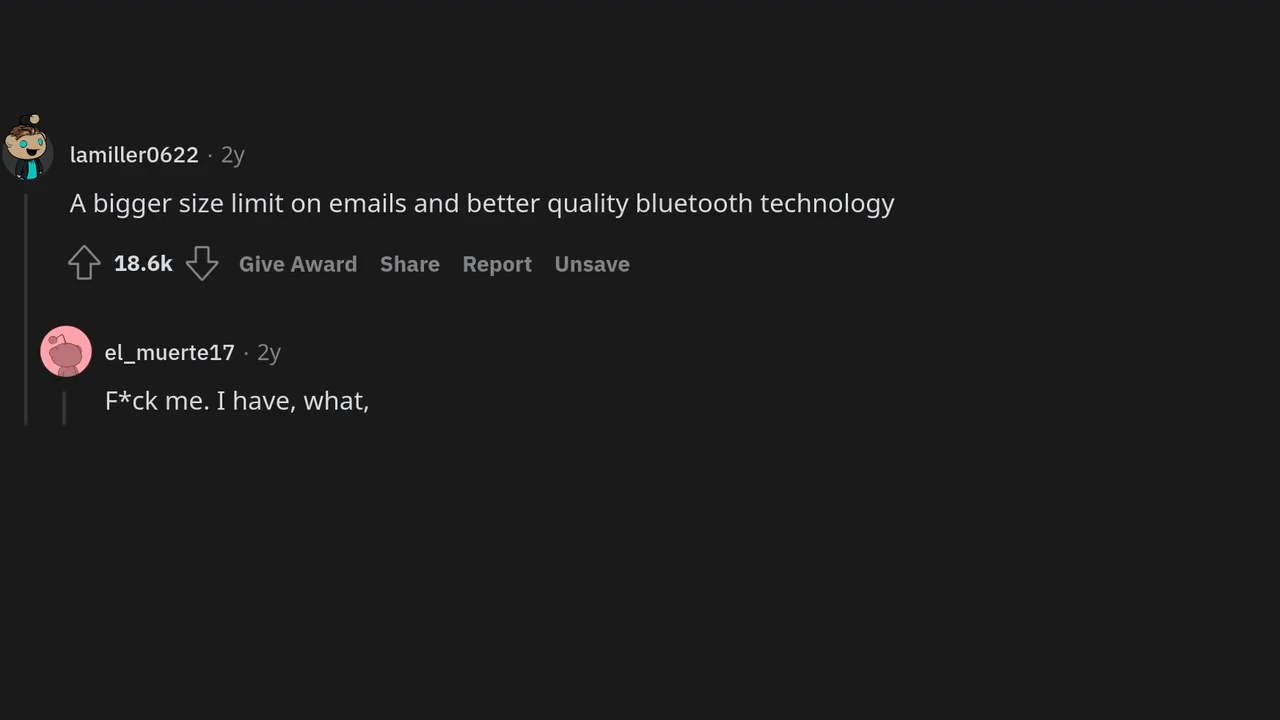 lamiller0622 · 2y
A bigger size limit on emails and better quality bluetooth technology
18.6k Give Award Share Report Unsave
el_muerte17 · 2y
F*ck me. I have, what,